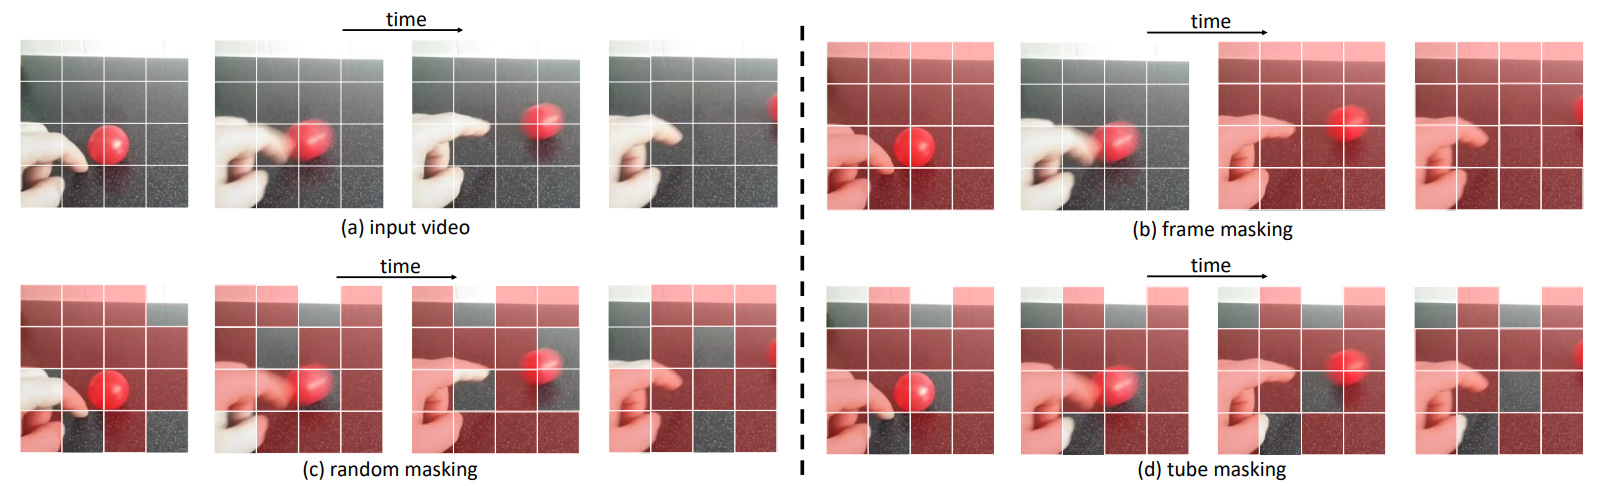 time
(a) input video
time
(b) frame masking
time
(c) random masking
time
(d) tube masking